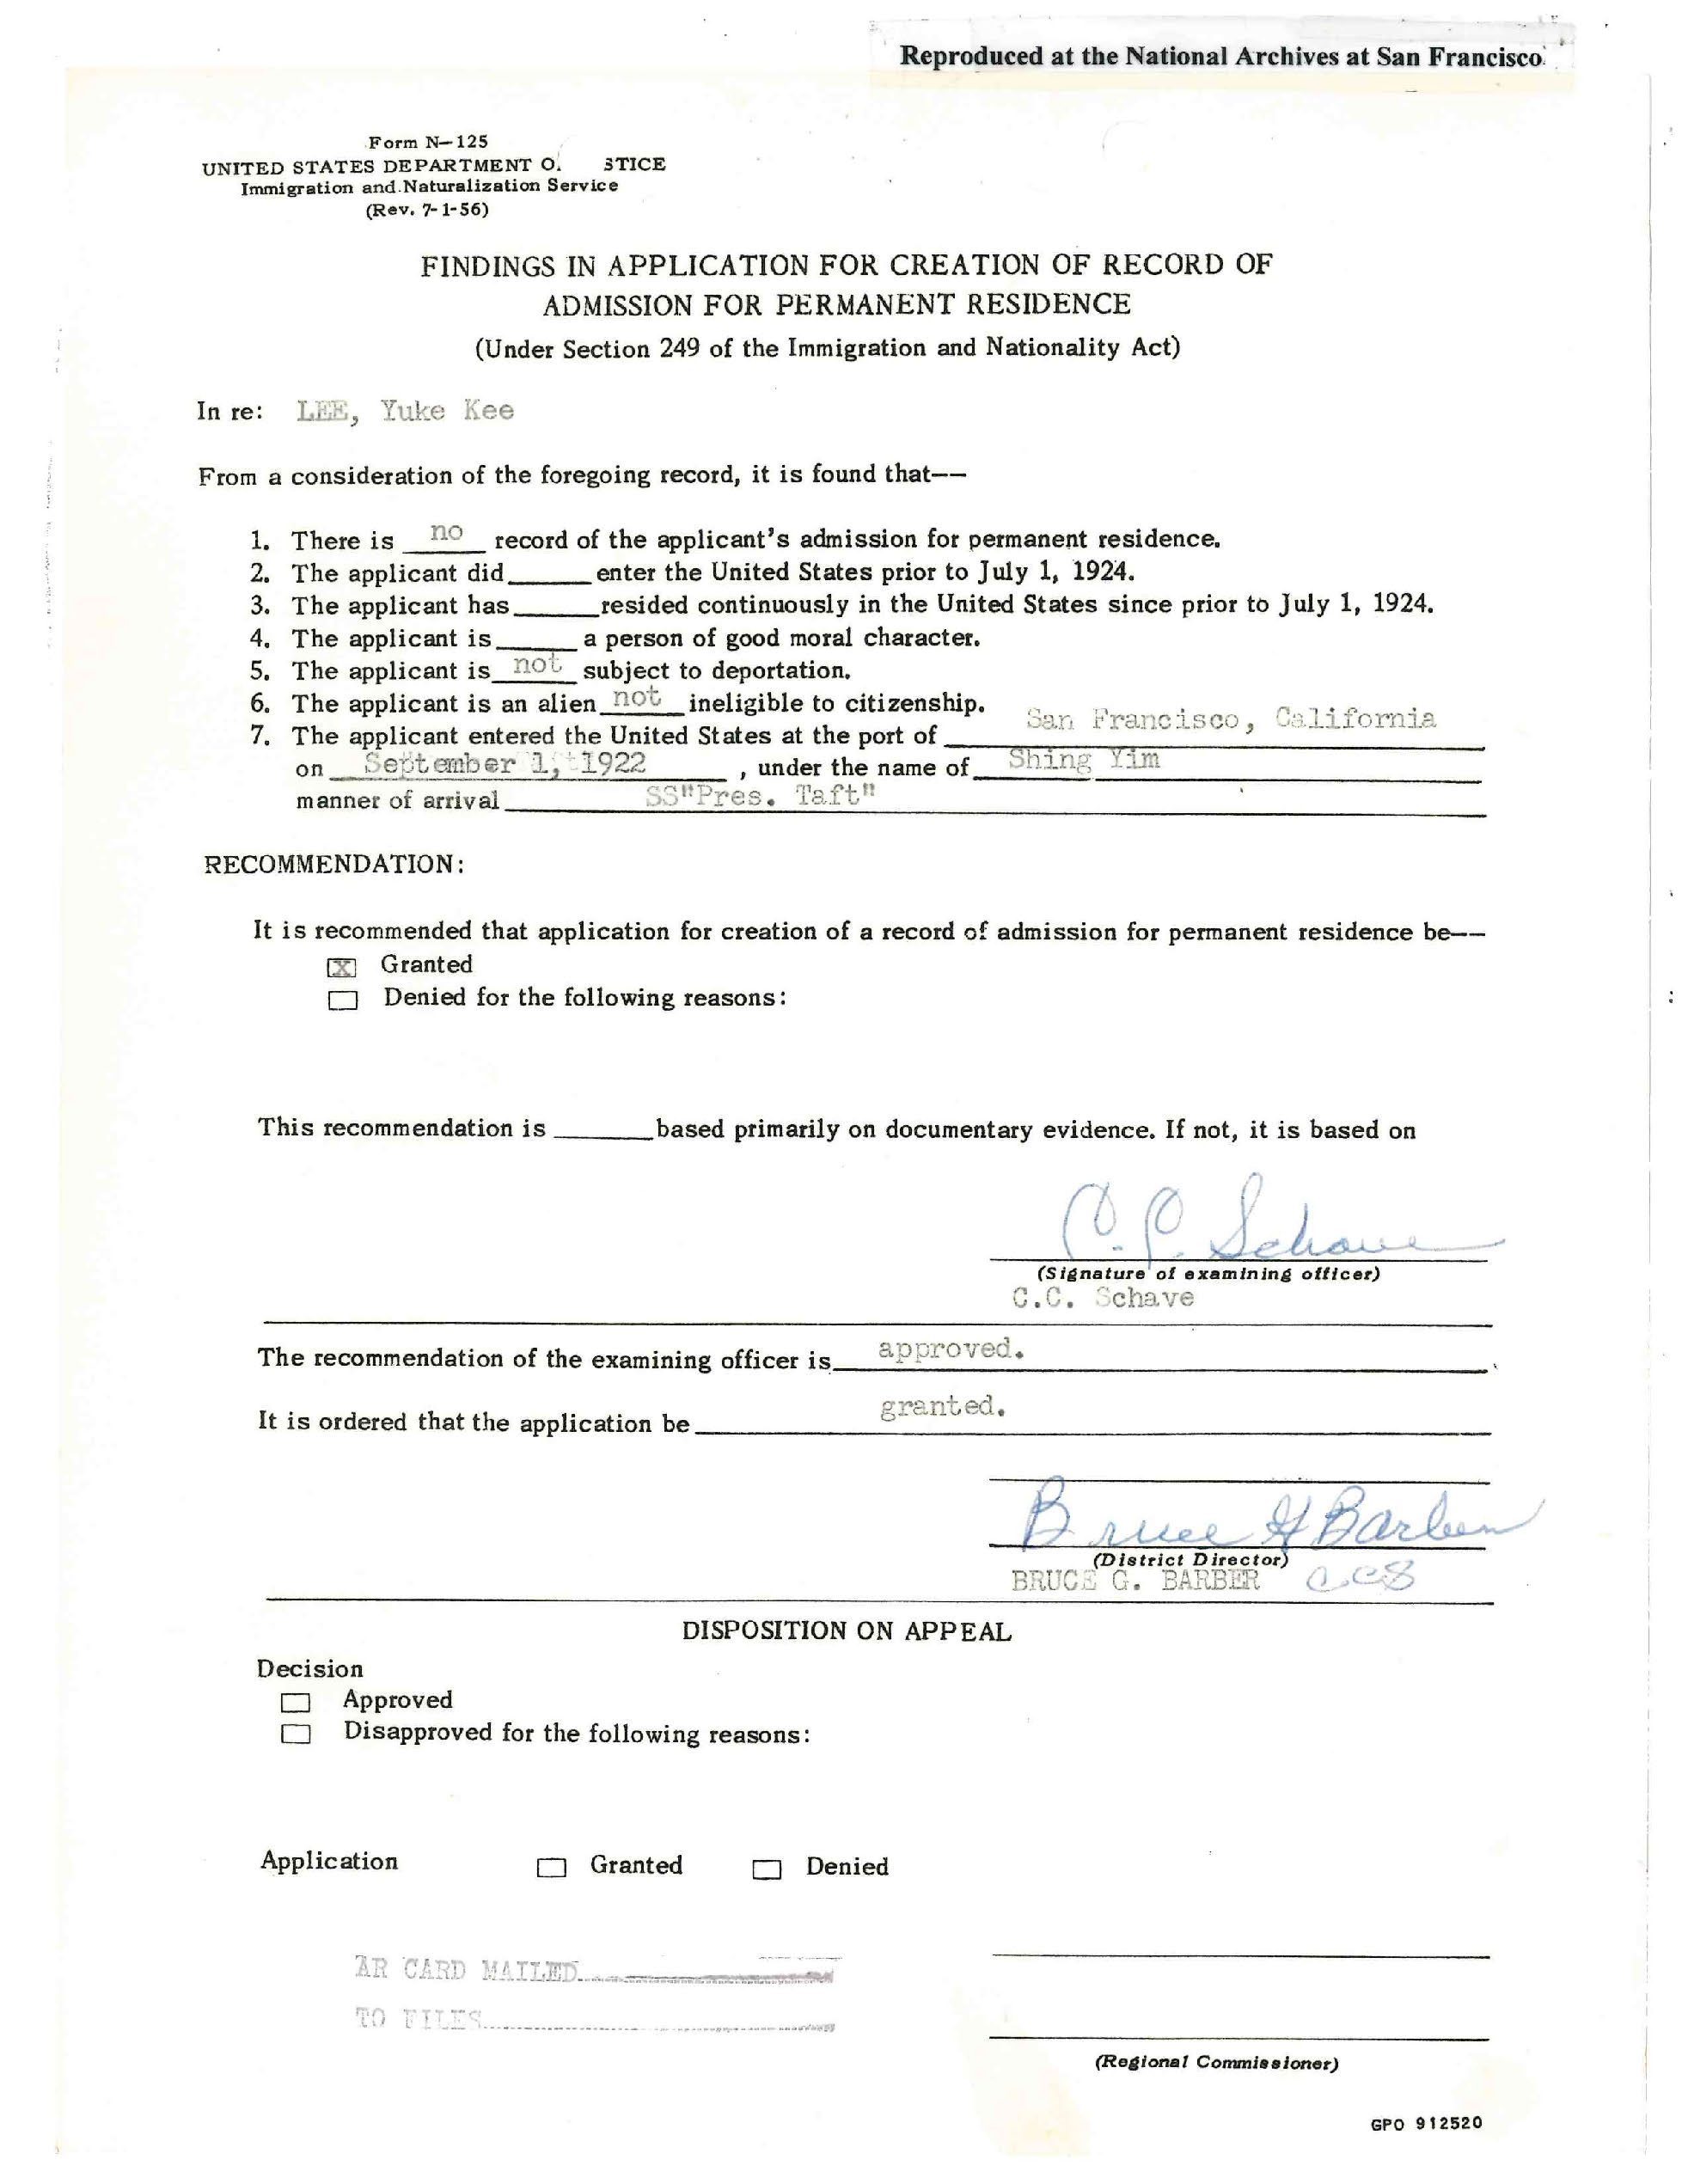 Reproduced at the National Archives at San Francisco
Form N-125
UNITED STATES DEPARTMENT O. STICE
Immigration and Naturalization Service
(Rev. 7-1-56)
FINDINGS IN APPLICATION FOR CREATION OF RECORD OF
ADMISSION FOR PERMANENT RESIDENCE
(Under Section 249 of the Immigration and Nationality Act)
In re: LEE, Yuke Kee
From a consideration of the foregoing record, it is found that--
1. There is no record of the applicant's admission for permanent residence.
2. The applicant did ______ enter the United States prior to July 1, 1924.
3. The applicant has ______ resided continuously in the United States since prior to July 1, 1924.
4. The applicant is ______ a person of good moral character.
5. The applicant is not subject to deportation.
6. The applicant is an alien not ineligible to citizenship.
7. The applicant entered the United States at the port of San Francisco, California
on September 1, 1922, under the name of Shing Yim
manner of arrival SS"Pres. Taft"
RECOMMENDATION:
It is recommended that application for creation of a record of admission for permanent residence be--
X Granted
Denied for the following reasons:
This recommendation is ______ based primarily on documentary evidence. If not, it is based on
C.C. Schave
(Signature of examining officer)
C.C. Schave
The recommendation of the examining officer is approved.
It is ordered that the application be granted.
Bruce G Barber
(District Director)
BRUCE G. BARBER CCS
DISPOSITION ON APPEAL
Decision
Approved
Disapproved for the following reasons:
Application Granted Denied
AR CARD MAILED
TO FILES
(Regional Commissioner)
GPO 912520